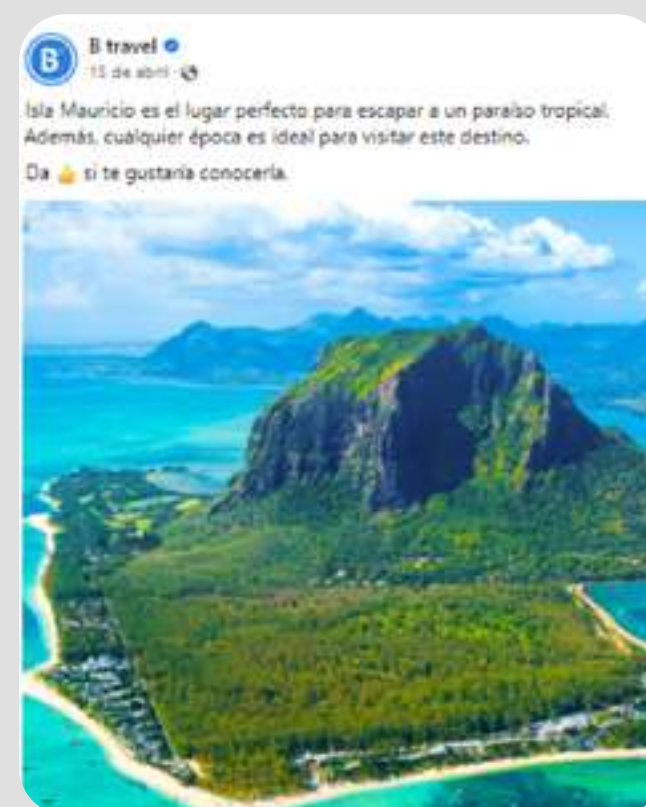 B
B travel
15 de abril
Isla Mauricio es el lugar perfecto para escapar a un paraíso tropical.
Además, cualquier época es ideal para visitar este destino.
Da 👍 si te gustaría conocerla.